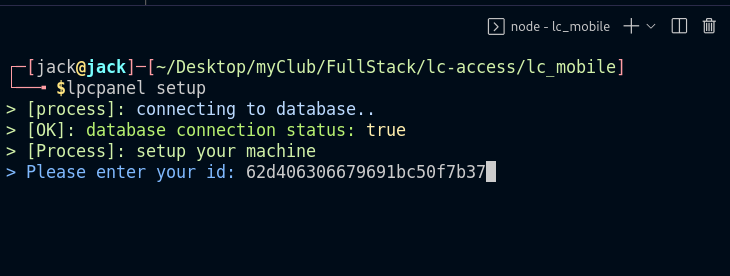 node - lc_mobile
[jack@jack]─[~/Desktop/myClub/FullStack/lc-access/lc_mobile]
$lpcpanel setup
> [process]: connecting to database..
> [OK]: database connection status: true
> [Process]: setup your machine
> Please enter your id: 62d406306679691bc50f7b37